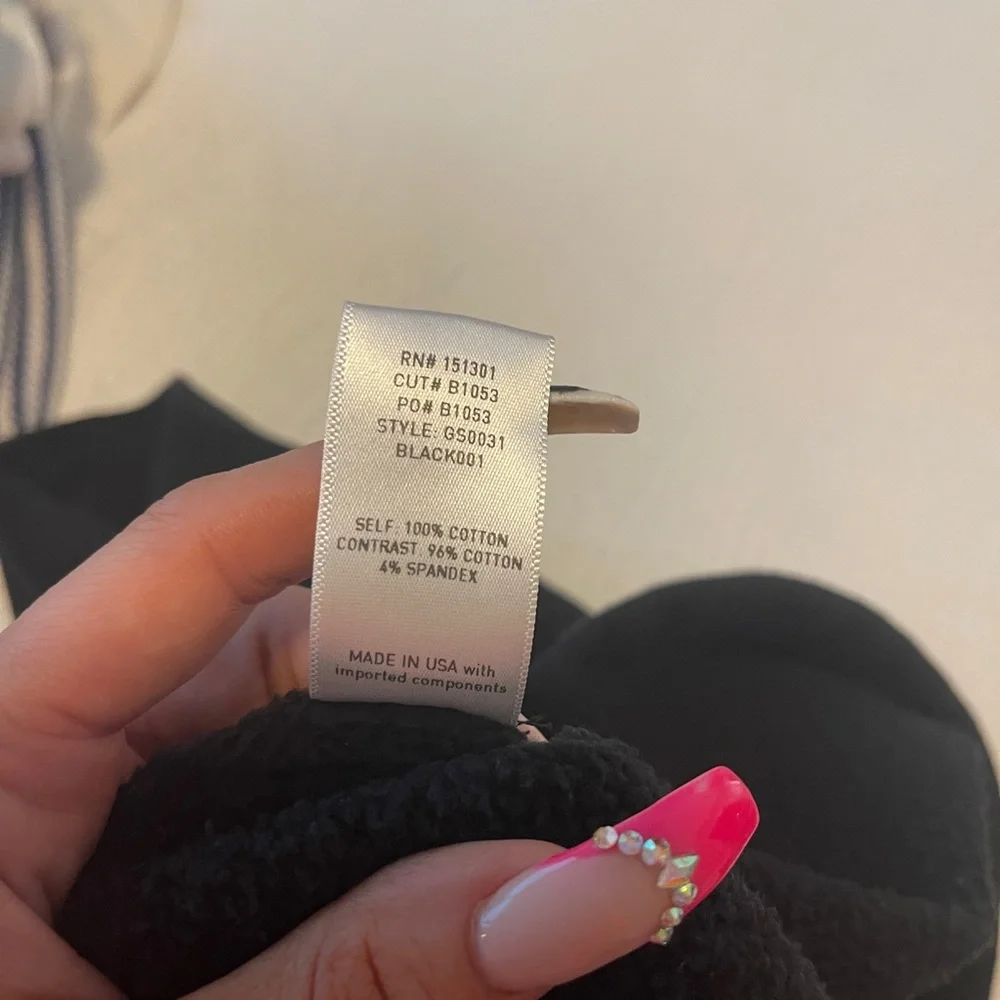 RN# 151301
CUT# B1053
PO# B1053
STYLE: GS0031
BLACK001
SELF: 100% COTTON
CONTRAST: 96% COTTON
4% SPANDEX
MADE IN USA with
imported components